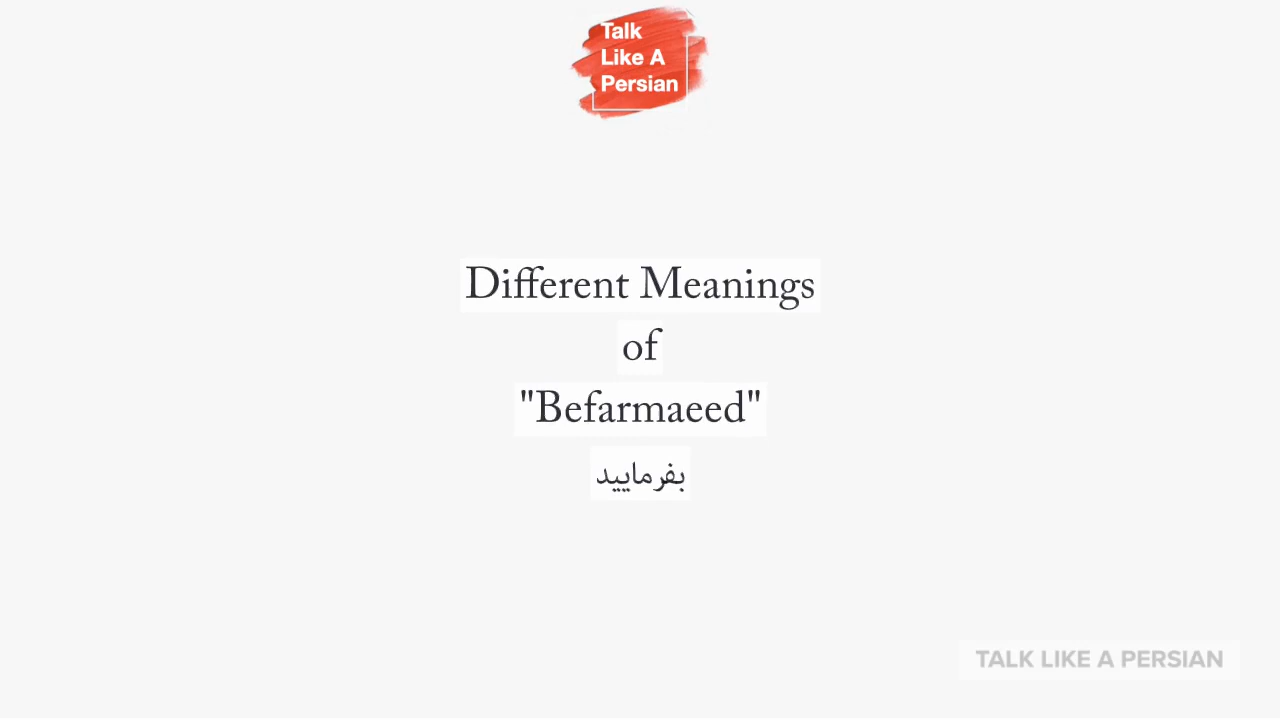 Talk
Like A
Persian
Different Meanings
of
"Befarmaeed"
بفرمایید
TALK LIKE A PERSIAN